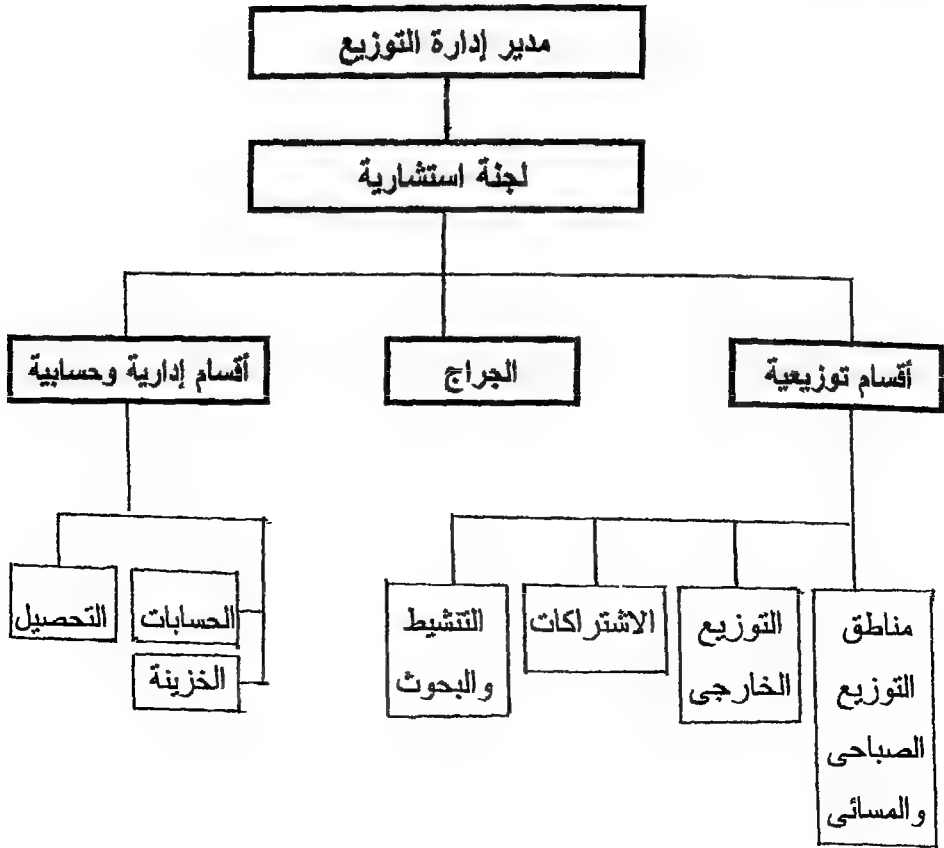 مدير إدارة التوزيع
لجنة استشارية
أقسام توزيعية
الجراج
أقسام إدارية وحسابية
مناطق
التوزيع
الصباحى
والمسائى
التوزيع
الخارجى
الاشتراكات
التنشيط
والبحوث
الحسابات
الخزينة
التحصيل